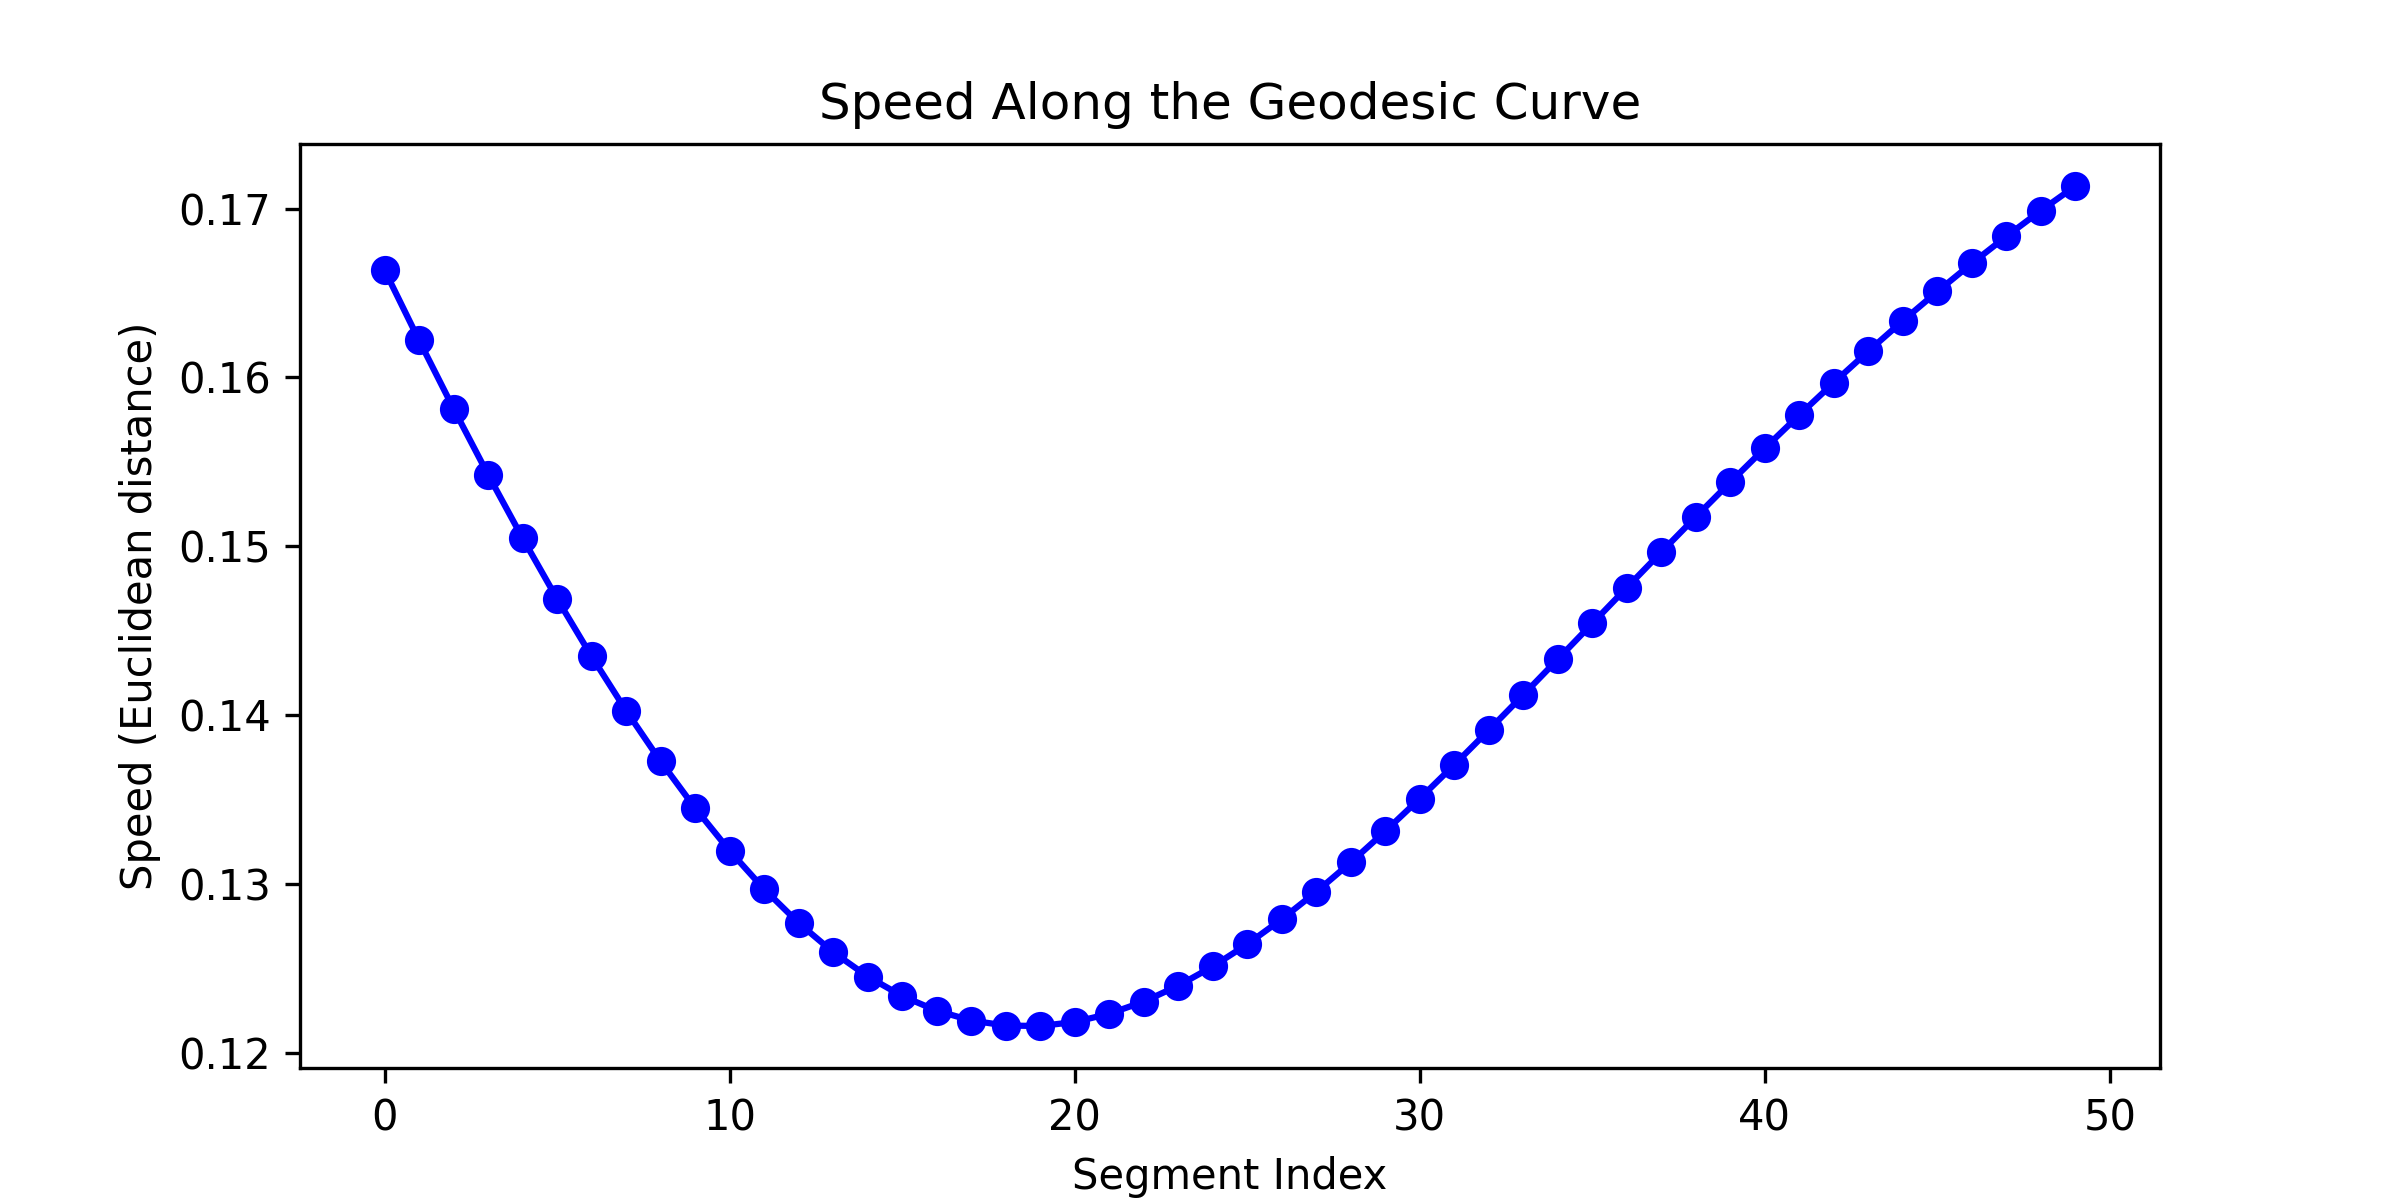 Speed Along the Geodesic Curve
Speed (Euclidean distance)
0.17
0.16
0.15
0.14
0.13
0.12
0 10 20 30 40 50
Segment Index